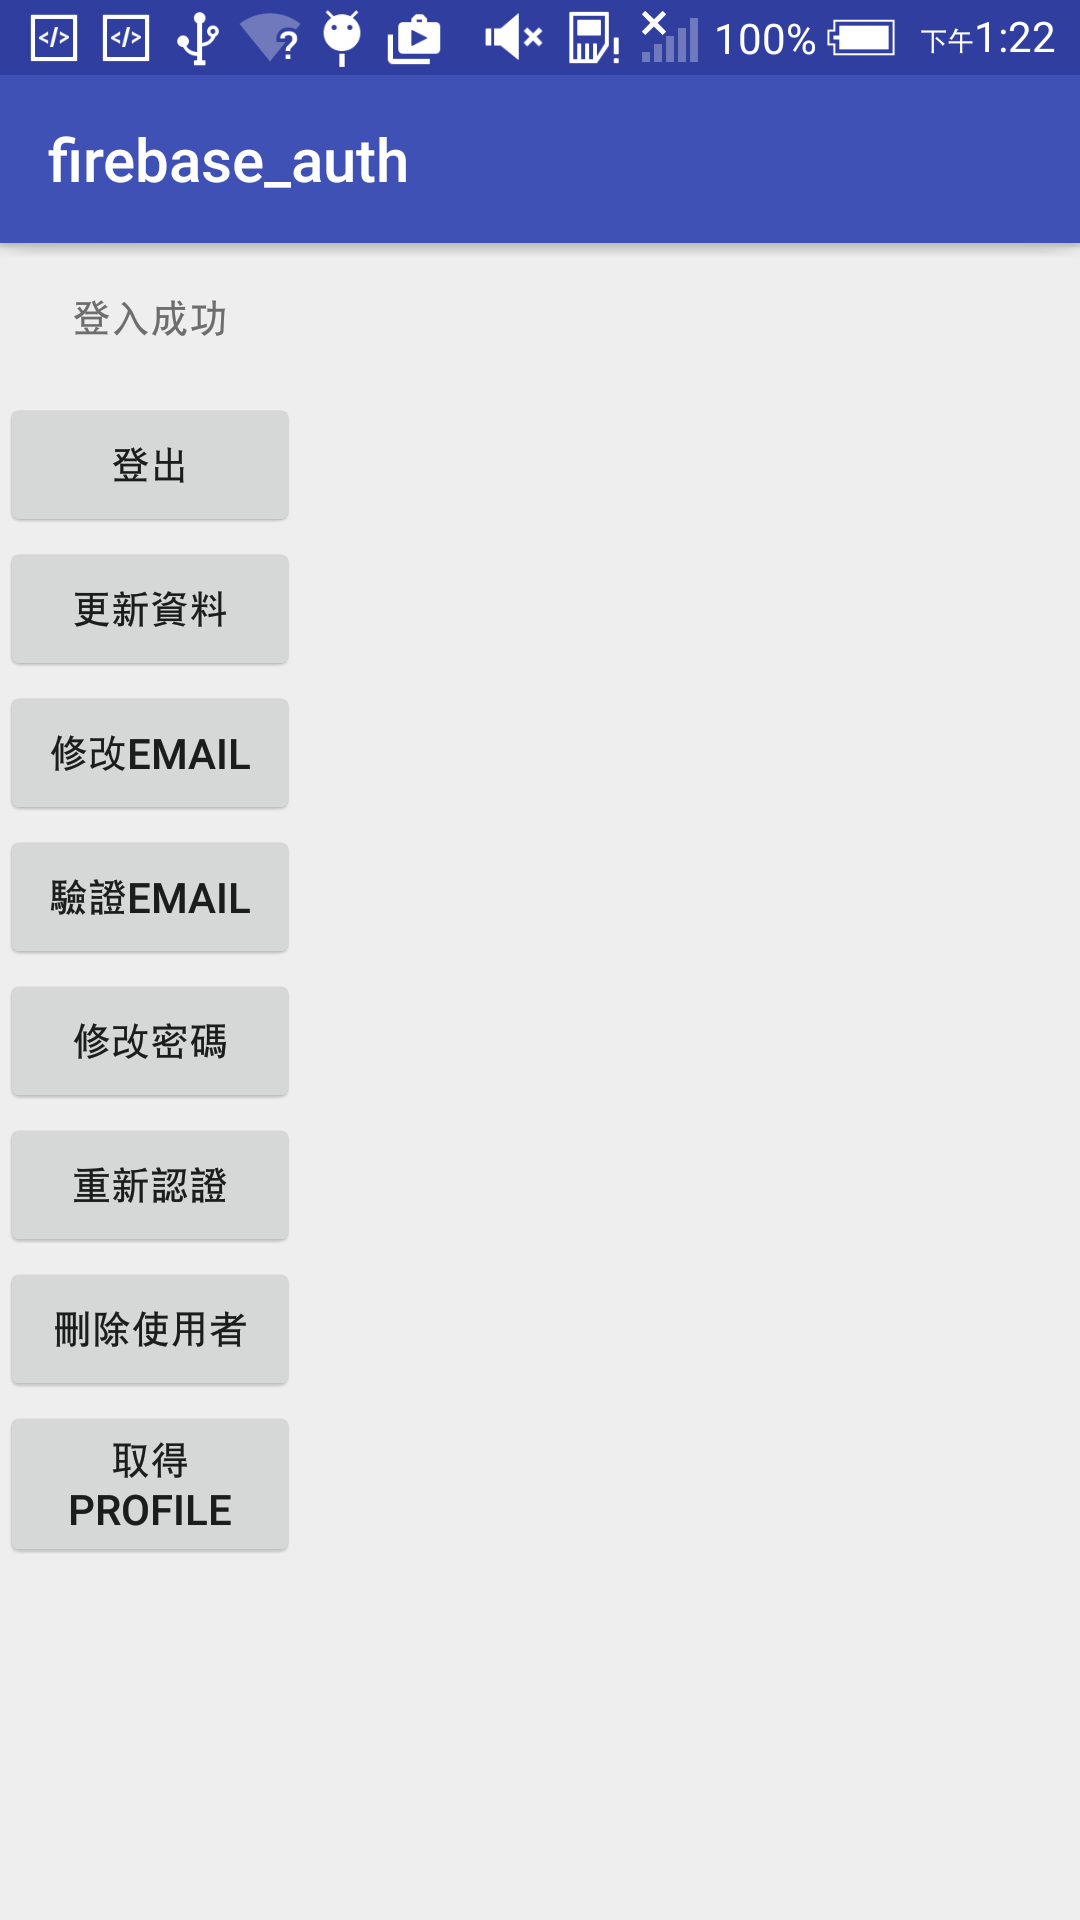 100% 下午1:22
firebase_auth
登入成功
登出
更新資料
修改EMAIL
驗證EMAIL
修改密碼
重新認證
刪除使用者
取得
PROFILE